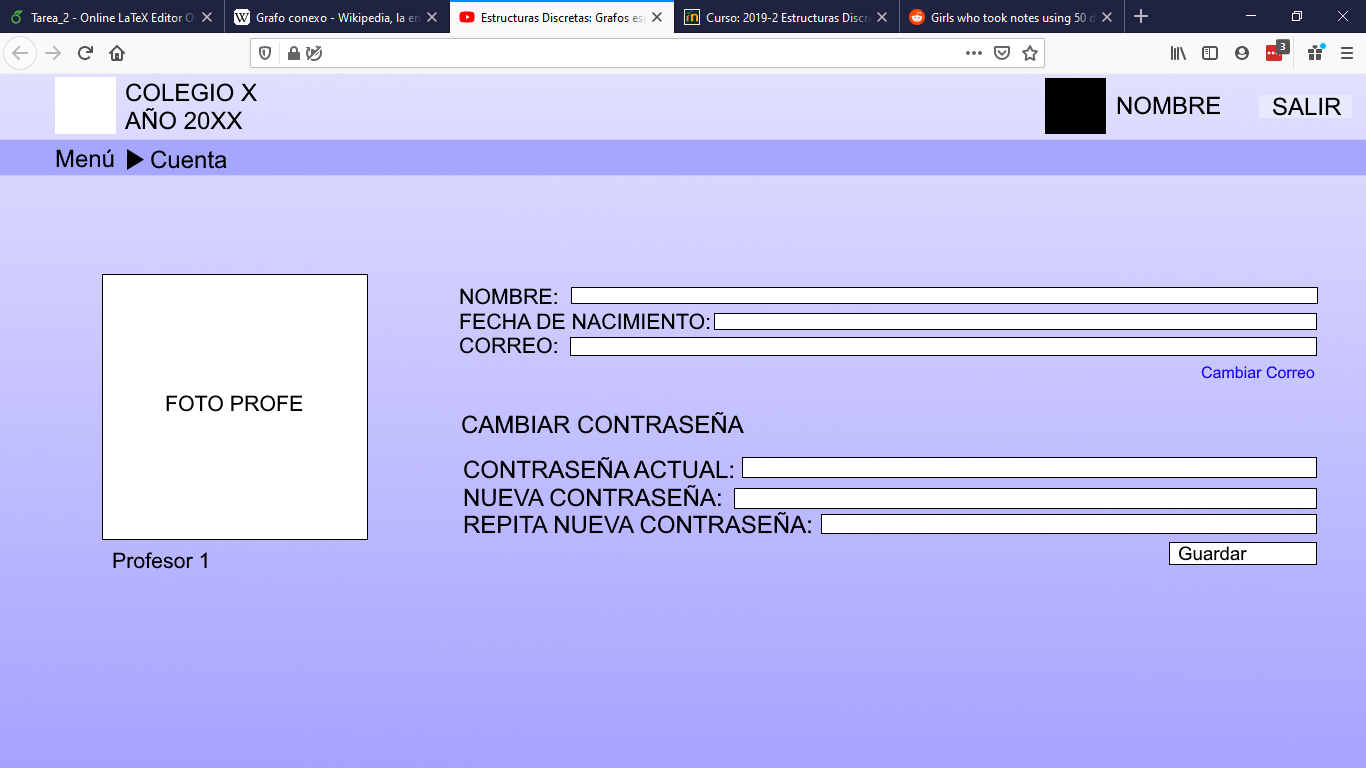 Tarea_2 - Online LaTeX Editor O
Grafo conexo - Wikipedia, la en
Estructuras Discretas: Grafos es
Curso: 2019-2 Estructuras Discr
Girls who took notes using 50 d
3
COLEGIO X
AÑO 20XX
NOMBRE
SALIR
Menú
Cuenta
FOTO PROFE
Profesor 1
NOMBRE:
FECHA DE NACIMIENTO:
CORREO:
Cambiar Correo
CAMBIAR CONTRASEÑA
CONTRASEÑA ACTUAL:
NUEVA CONTRASEÑA:
REPITA NUEVA CONTRASEÑA:
Guardar